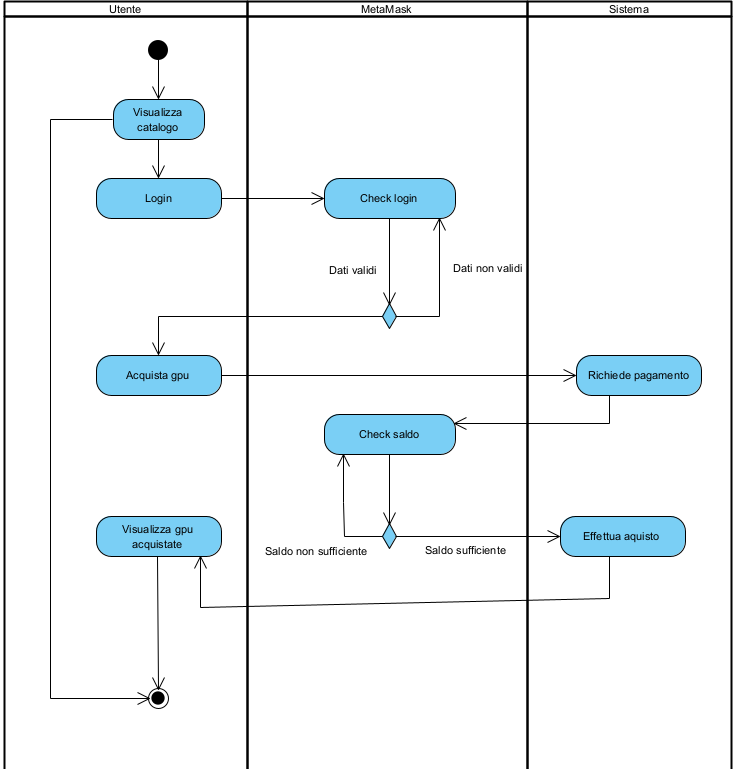 Utente
MetaMask
Sistema
Visualizza
catalogo
Login
Check login
Dati validi
Dati non validi
Acquista gpu
Richiede pagamento
Check saldo
Visualizza gpu
acquistate
Effettua aquisto
Saldo non sufficiente
Saldo sufficiente